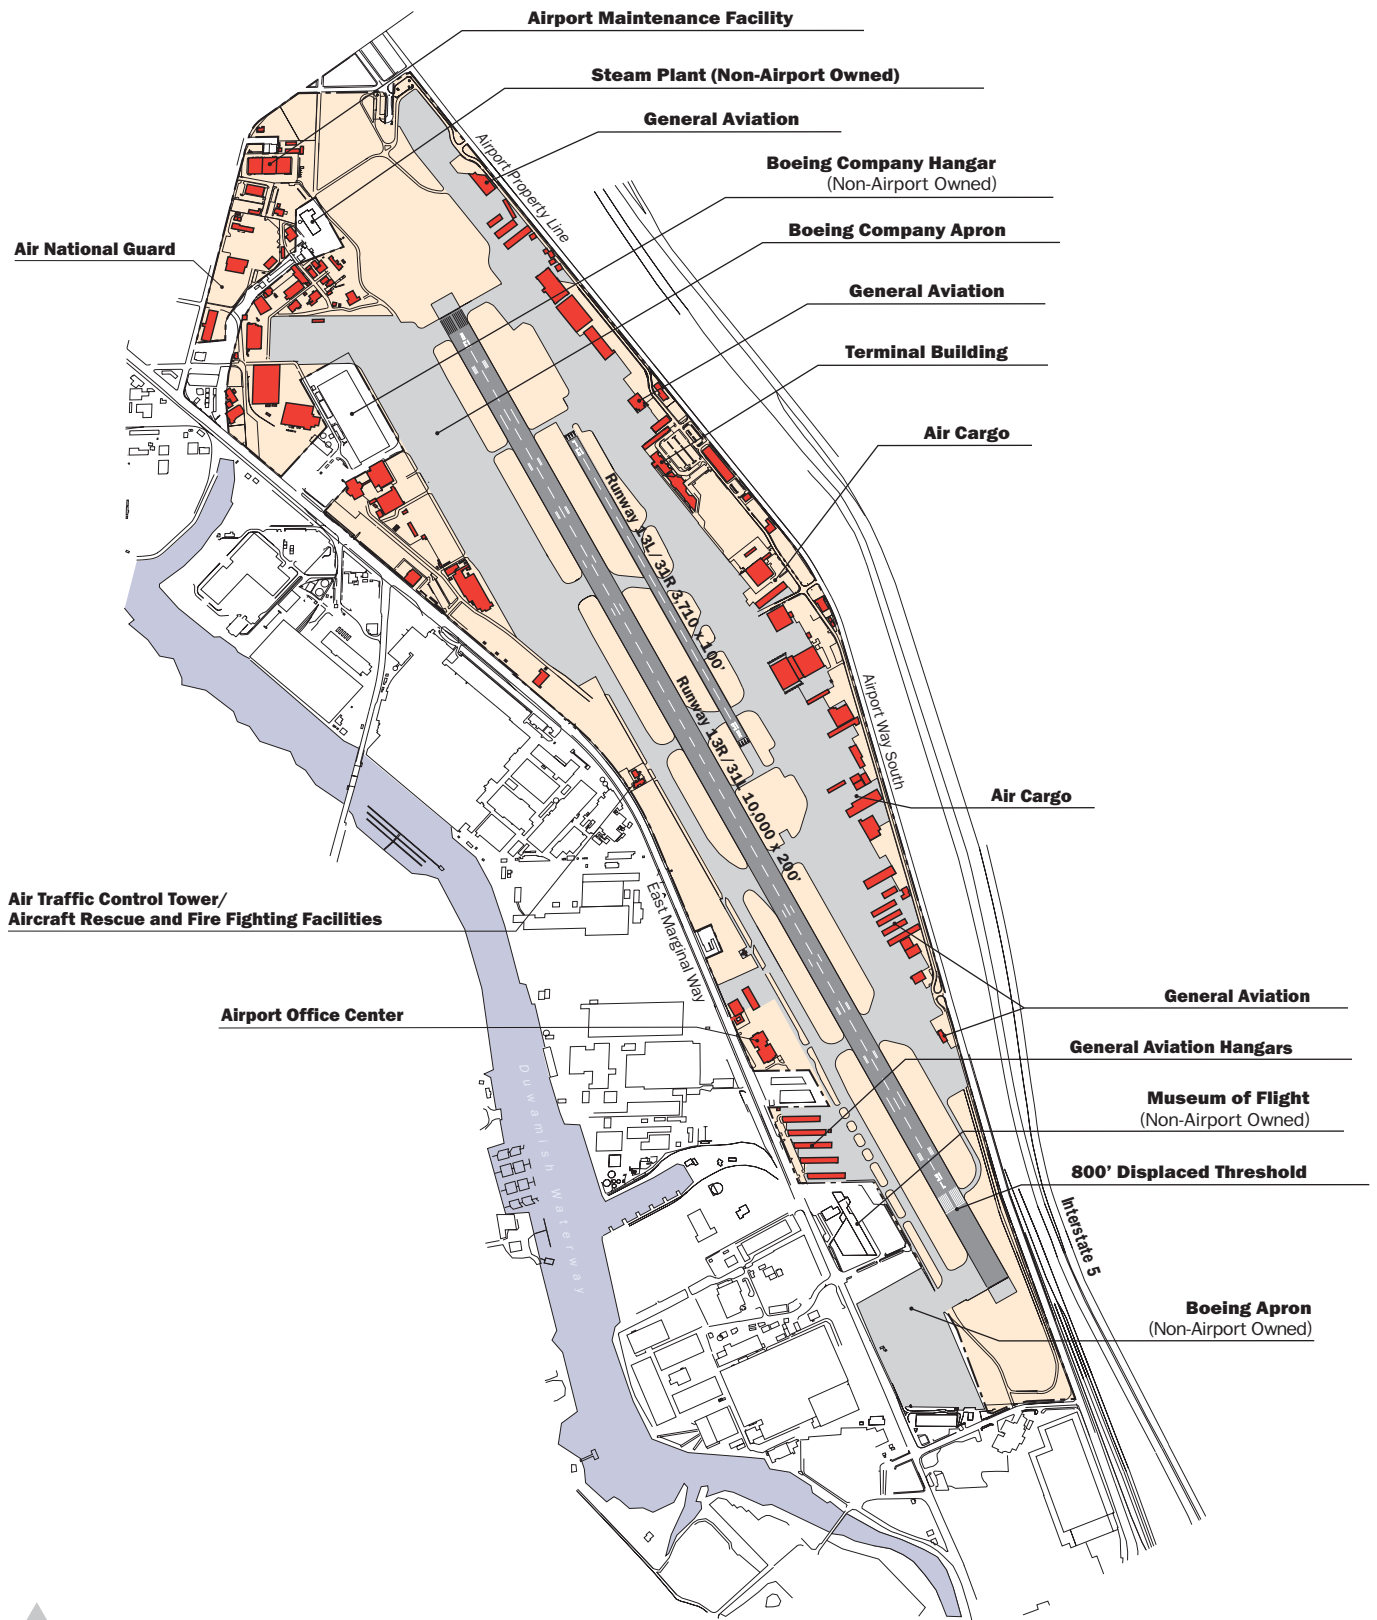 Airport Maintenance Facility
Steam Plant (Non-Airport Owned)
General Aviation
Airport Property Line
Boeing Company Hangar
(Non-Airport Owned)
Boeing Company Apron
Air National Guard
General Aviation
Terminal Building
Air Cargo
Runway 13L/31R 3,710 x 100’
Runway 13R/31L 10,000 x 200’
Airport Way South
Air Cargo
East Marginal Way
Air Traffic Control Tower/
Aircraft Rescue and Fire Fighting Facilities
General Aviation
Airport Office Center
General Aviation Hangars
Duwamish Waterway
Museum of Flight
(Non-Airport Owned)
800’ Displaced Threshold
Interstate 5
Boeing Apron
(Non-Airport Owned)